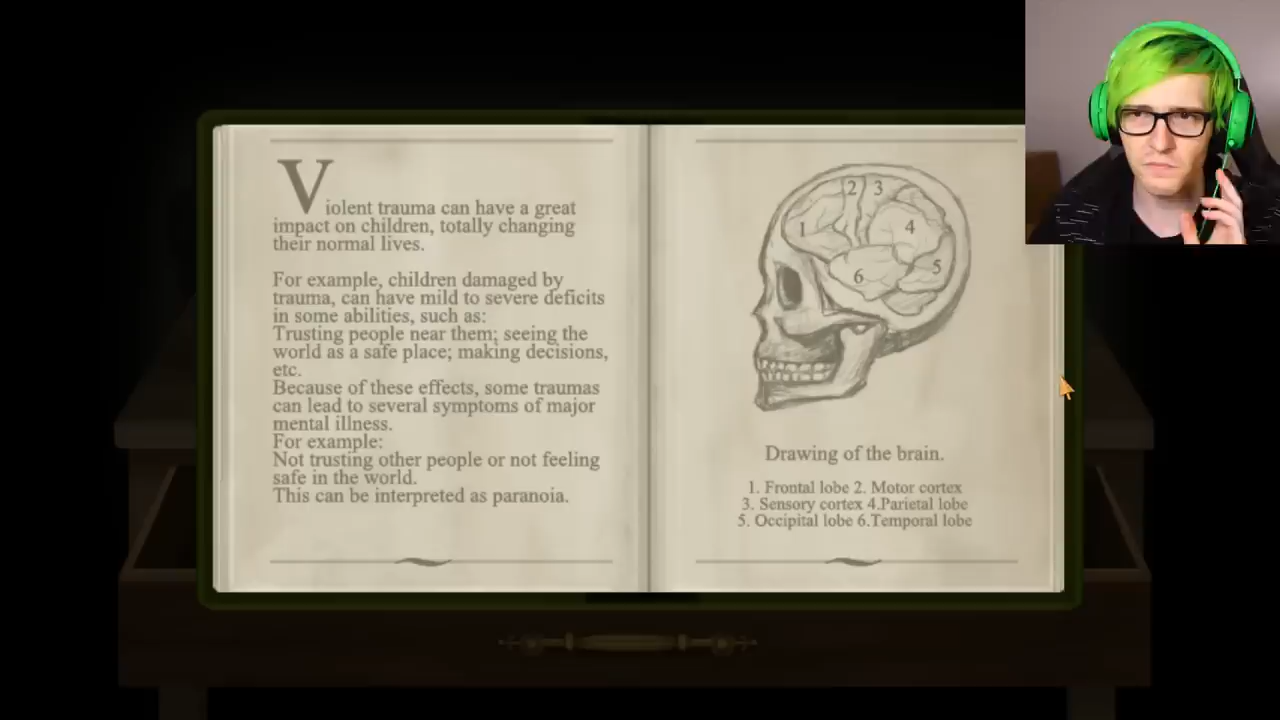 Violent trauma can have a great
impact on children, totally changing
their normal lives.
For example, children damaged by
trauma, can have mild to severe deficits
in some abilities, such as:
Trusting people near them; seeing the
world as a safe place; making decisions,
etc.
Because of these effects, some traumas
can lead to several symptoms of major
mental illness.
For example:
Not trusting other people or not feeling
safe in the world.
This can be interpreted as paranoia.
1
2
3
4
5
6
Drawing of the brain.
1. Frontal lobe 2. Motor cortex
3. Sensory cortex 4.Parietal lobe
5. Occipital lobe 6.Temporal lobe